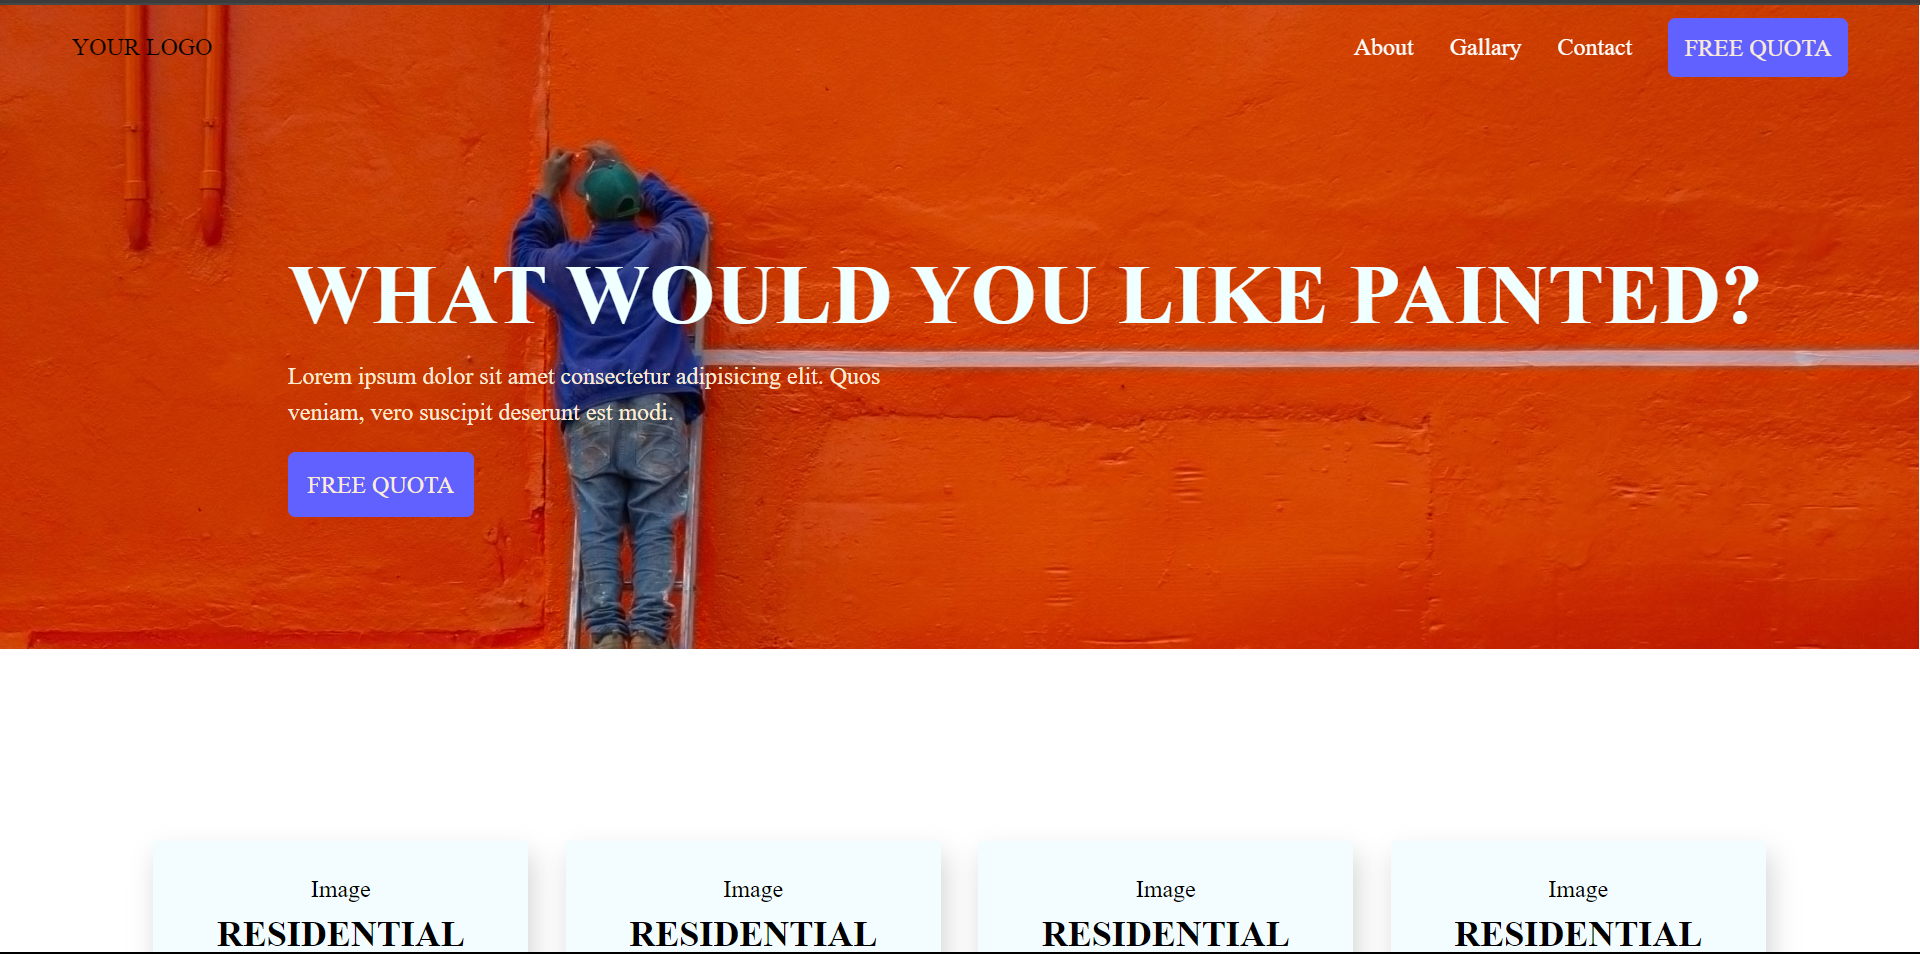 YOUR LOGO
About
Gallary
Contact
FREE QUOTA
WHAT WOULD YOU LIKE PAINTED?
Lorem ipsum dolor sit amet consectetur adipisicing elit. Quos
veniam, vero suscipit deserunt est modi.
FREE QUOTA
Image
RESIDENTIAL
Image
RESIDENTIAL
Image
RESIDENTIAL
Image
RESIDENTIAL